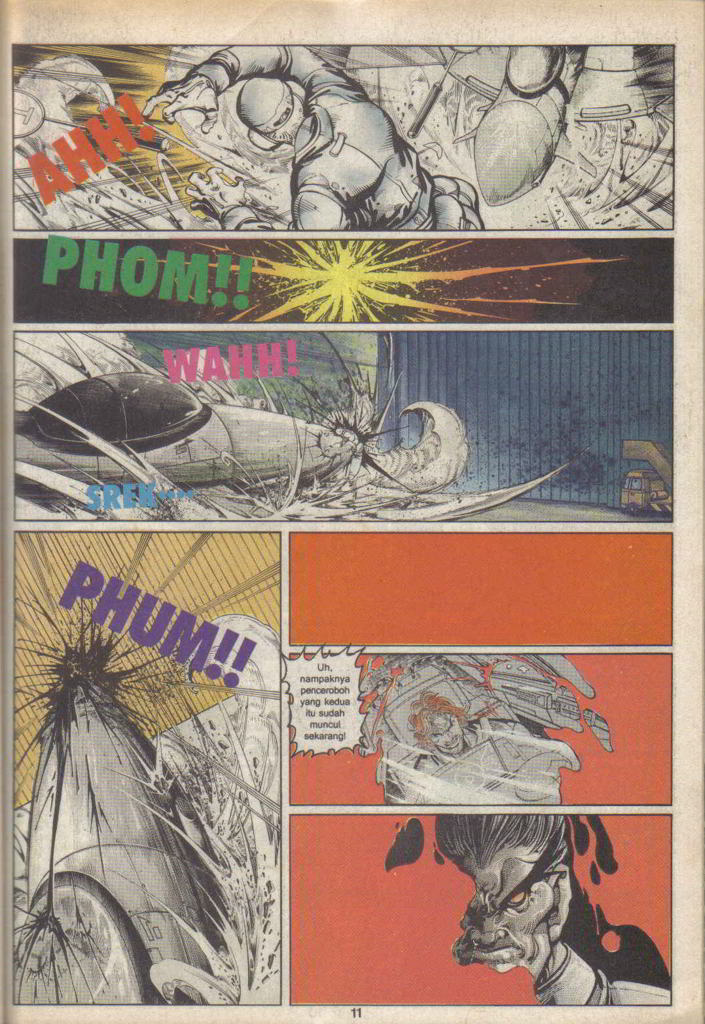 AHH!
PHOM!!
WAHH!
SREK....
PHUM!!
Uh,
nampaknya
penceroboh
yang kedua
itu sudah
muncul
sekarang!
11